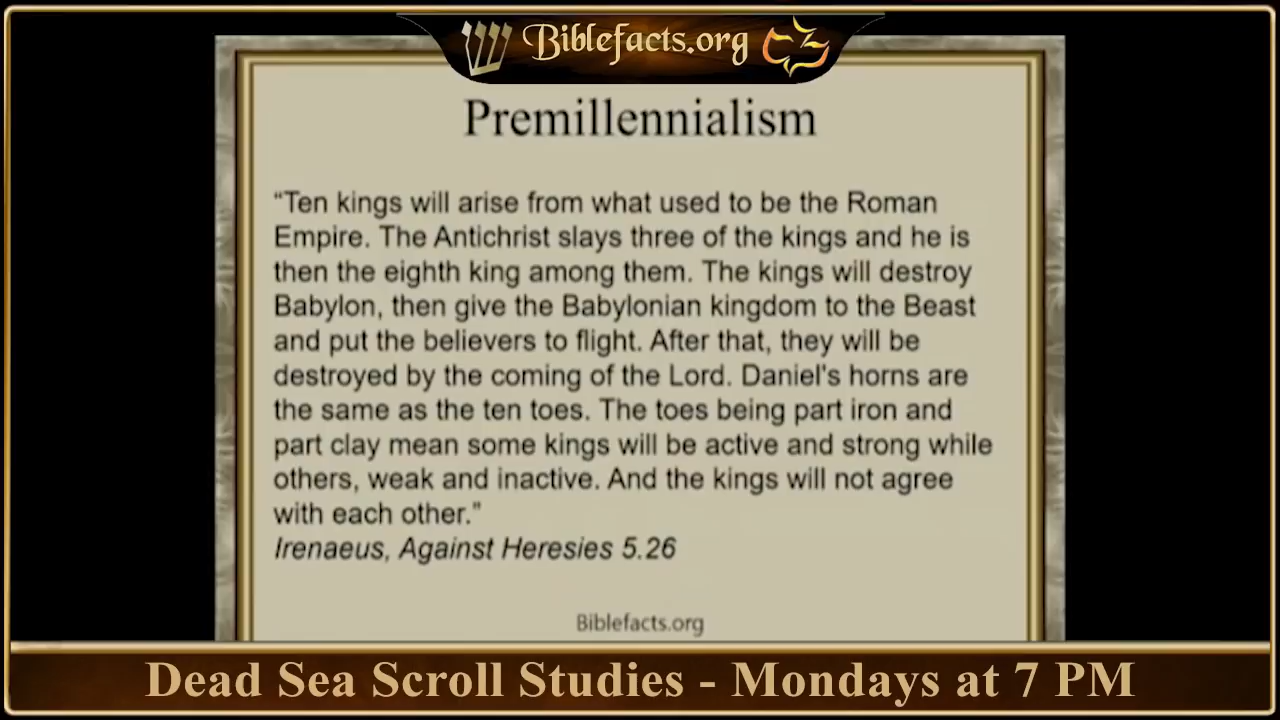 Biblefacts.org
Premillennialism
“Ten kings will arise from what used to be the Roman
Empire. The Antichrist slays three of the kings and he is
then the eighth king among them. The kings will destroy
Babylon, then give the Babylonian kingdom to the Beast
and put the believers to flight. After that, they will be
destroyed by the coming of the Lord. Daniel's horns are
the same as the ten toes. The toes being part iron and
part clay mean some kings will be active and strong while
others, weak and inactive. And the kings will not agree
with each other.”
Irenaeus, Against Heresies 5.26
Biblefacts.org
Dead Sea Scroll Studies - Mondays at 7 PM